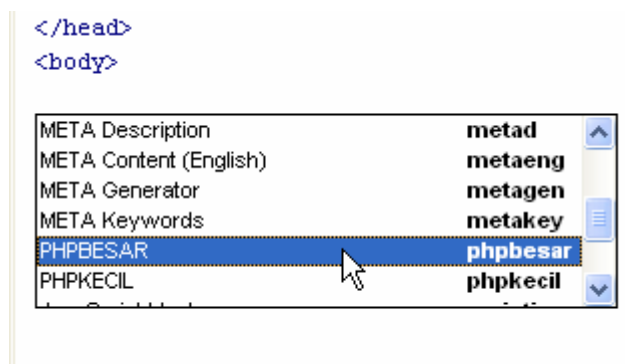 </head>
<body>
META Description metad
META Content (English) metaeng
META Generator metagen
META Keywords metakey
PHPBESAR phpbesar
PHPKECIL phpkecil